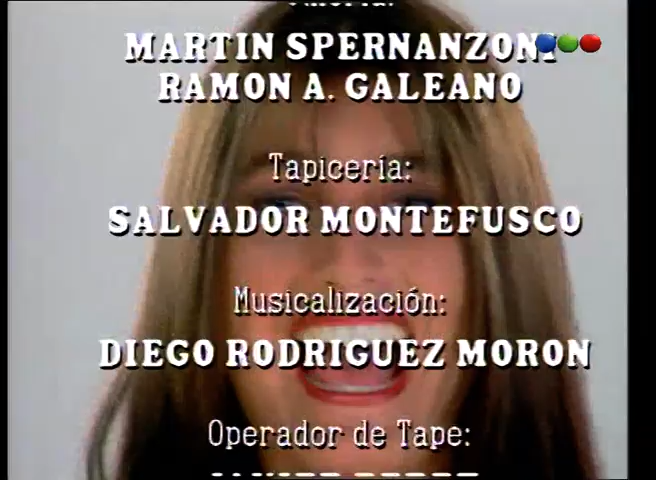 MARTIN SPERNANZONI
RAMON A. GALEANO
Tapicería:
SALVADOR MONTEFUSCO
Musicalización:
DIEGO RODRIGUEZ MORON
Operador de Tape: